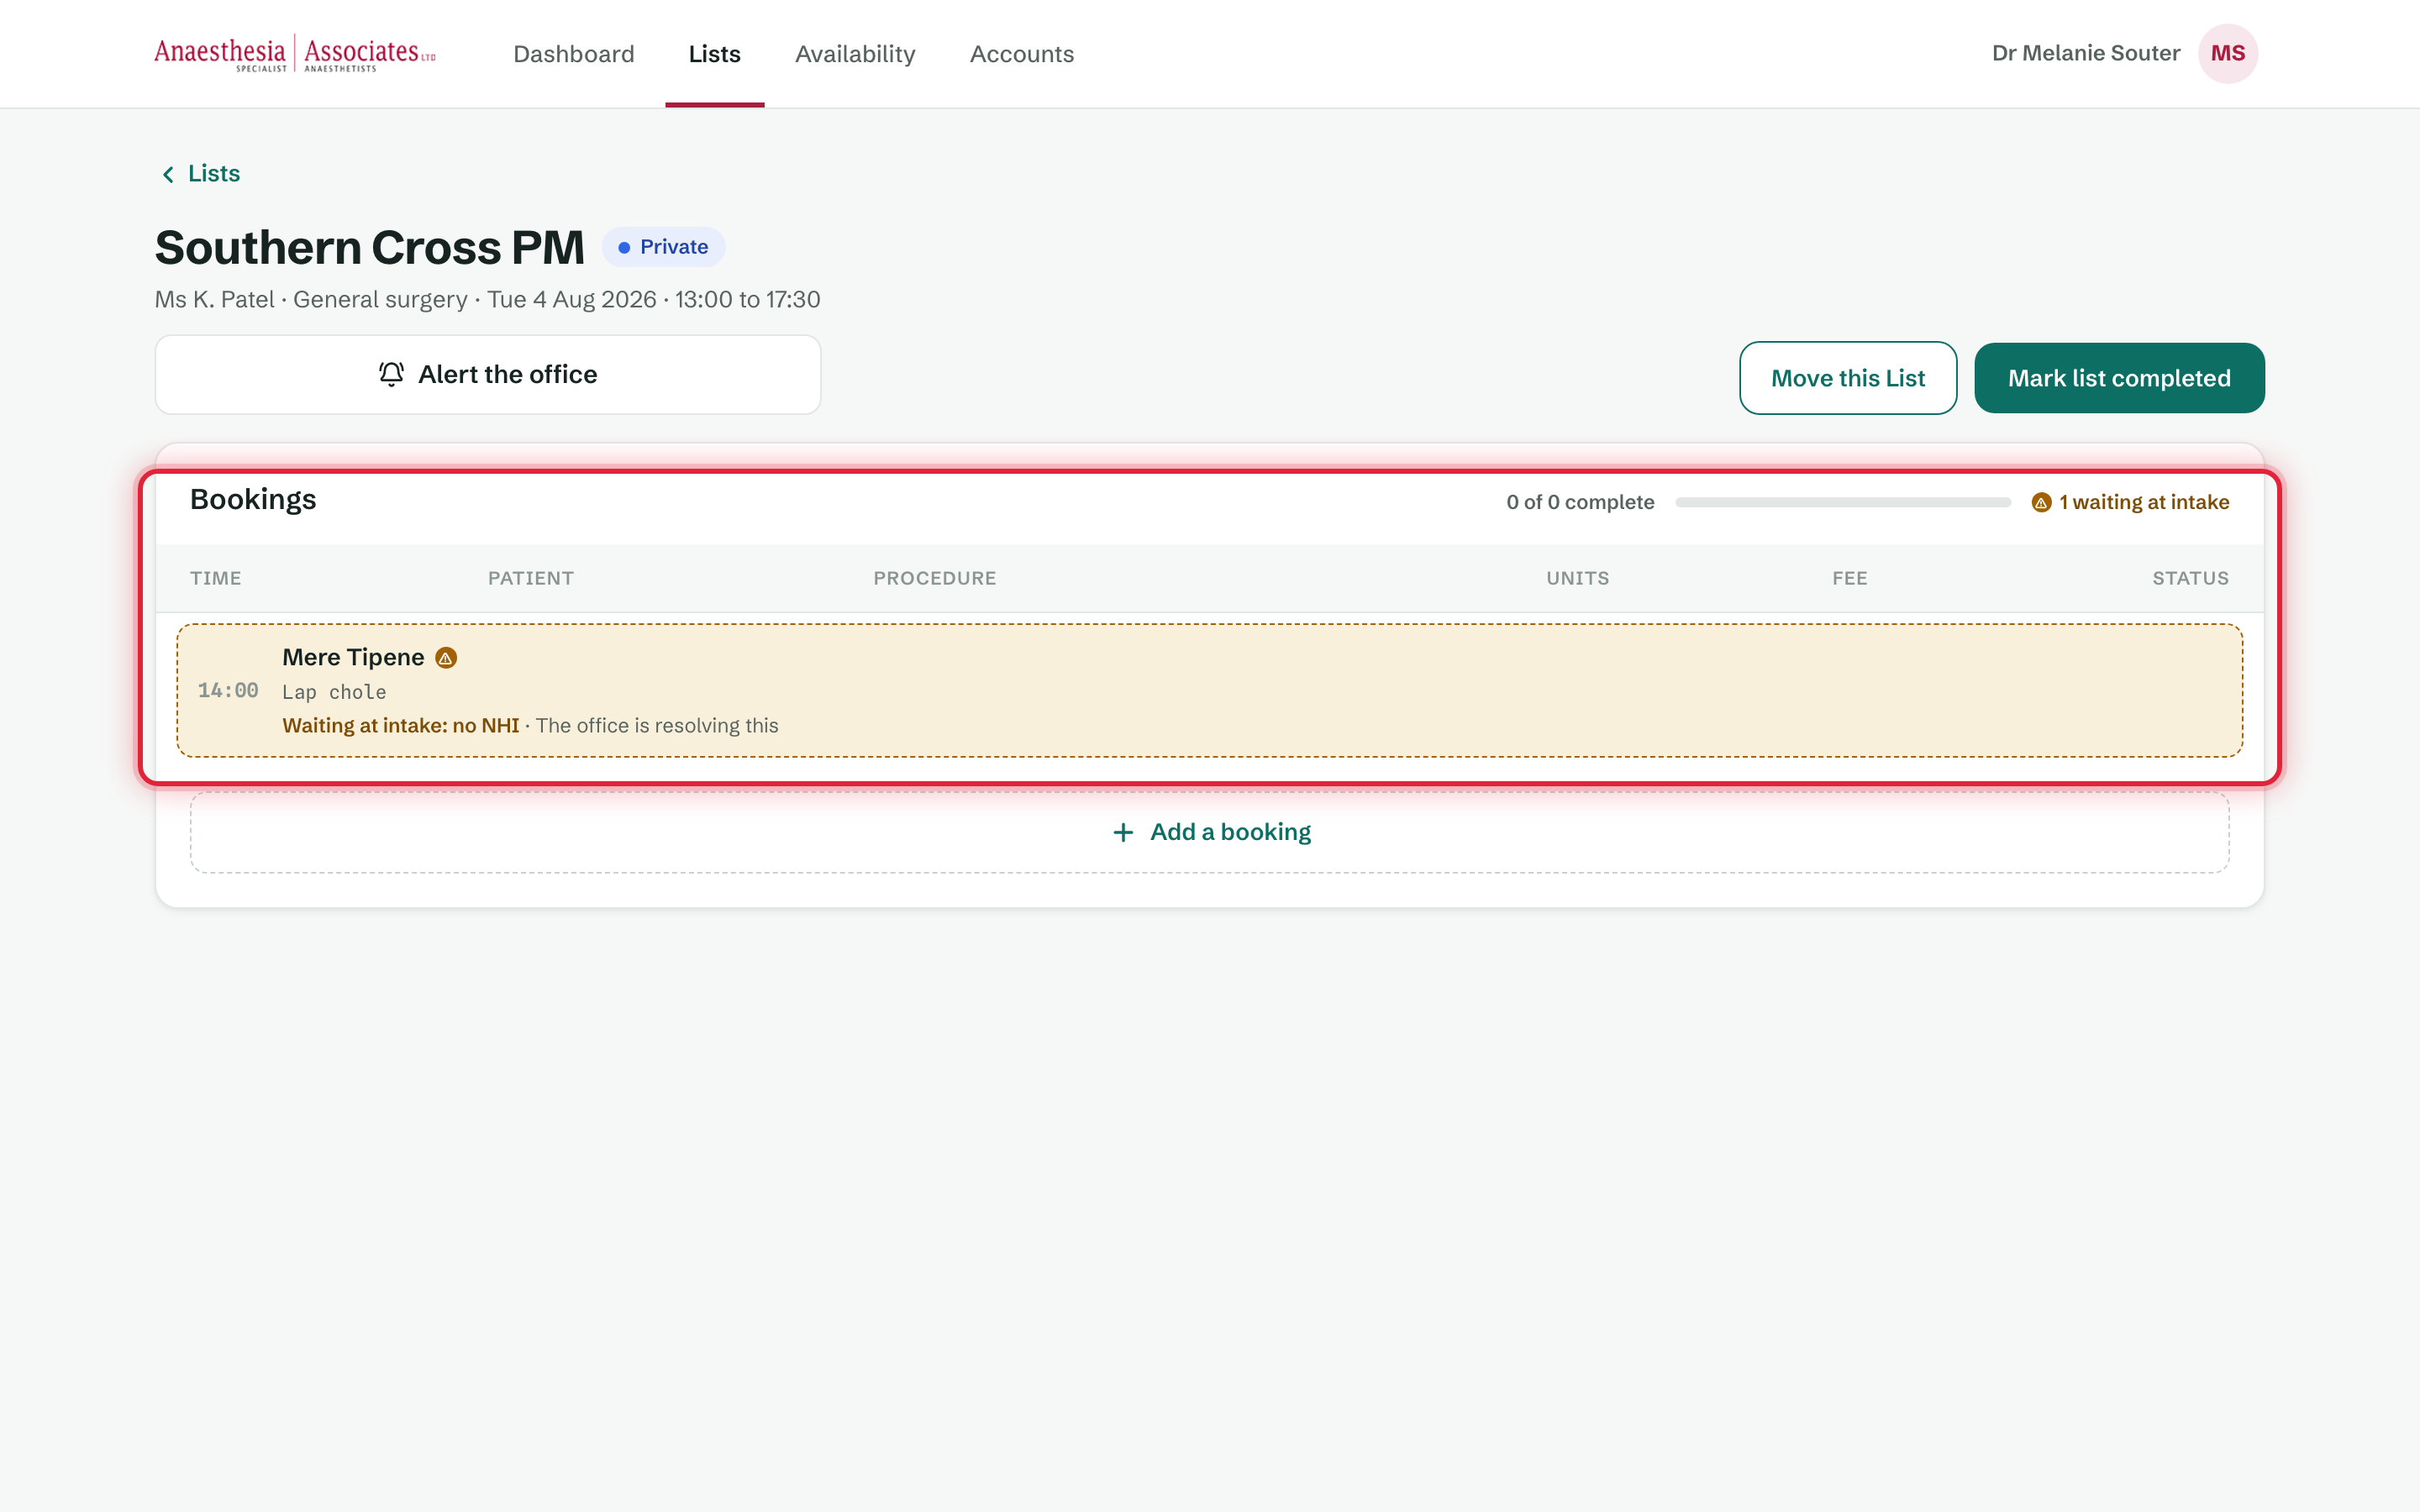 Anaesthesia | Associates LTD
SPECIALIST ANAESTHETISTS
Dashboard
Lists
Availability
Accounts
Dr Melanie Souter
MS
Lists
Southern Cross PM
Private
Ms K. Patel · General surgery · Tue 4 Aug 2026 · 13:00 to 17:30
Alert the office
Move this List
Mark list completed
Bookings
0 of 0 complete
1 waiting at intake
TIME
PATIENT
PROCEDURE
UNITS
FEE
STATUS
14:00
Mere Tipene
Lap chole
Waiting at intake: no NHI · The office is resolving this
+ Add a booking